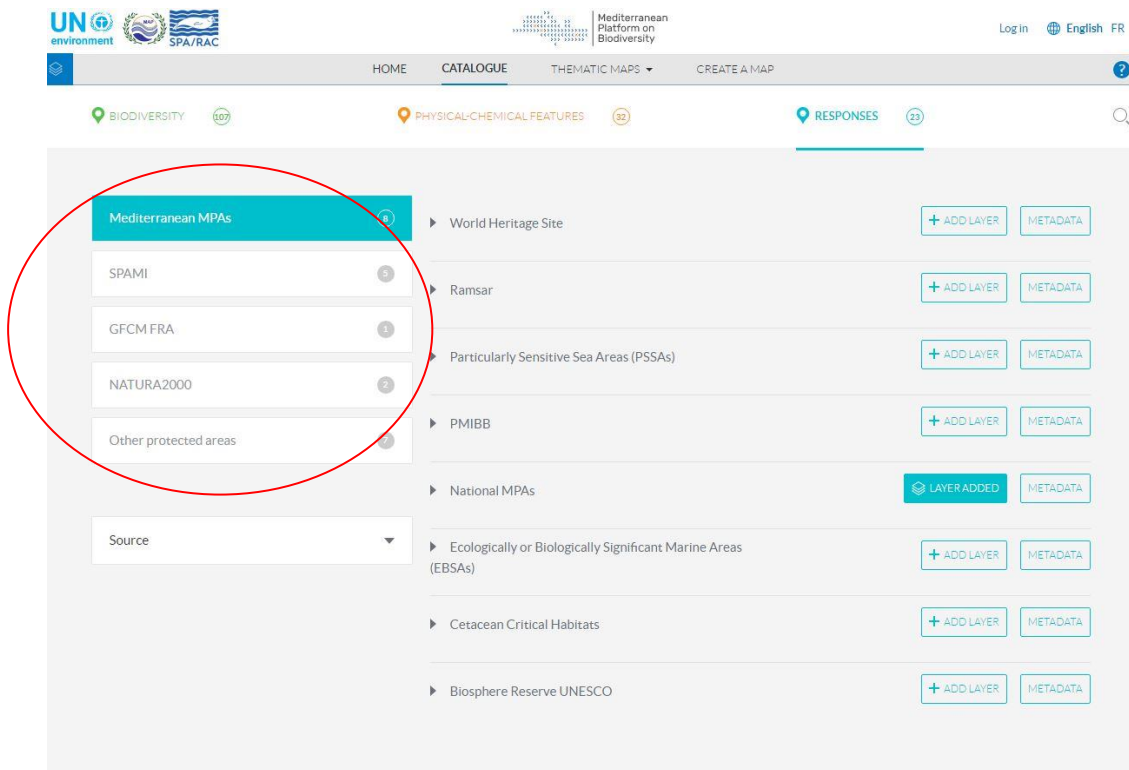 UN
environment
MAP
SPA/RAC
Mediterranean
Platform on
Biodiversity
Log in English FR
HOME CATALOGUE THEMATIC MAPS CREATE A MAP ?
BIODIVERSITY 107 PHYSICAL-CHEMICAL FEATURES 32 RESPONSES 23
Mediterranean MPAs 8
SPAMI 5
GFCM FRA 1
NATURA2000 2
Other protected areas 7
Source
World Heritage Site + ADD LAYER METADATA
Ramsar + ADD LAYER METADATA
Particularly Sensitive Sea Areas (PSSAs) + ADD LAYER METADATA
PMIBB + ADD LAYER METADATA
National MPAs LAYER ADDED METADATA
Ecologically or Biologically Significant Marine Areas
(EBSAs) + ADD LAYER METADATA
Cetacean Critical Habitats + ADD LAYER METADATA
Biosphere Reserve UNESCO + ADD LAYER METADATA